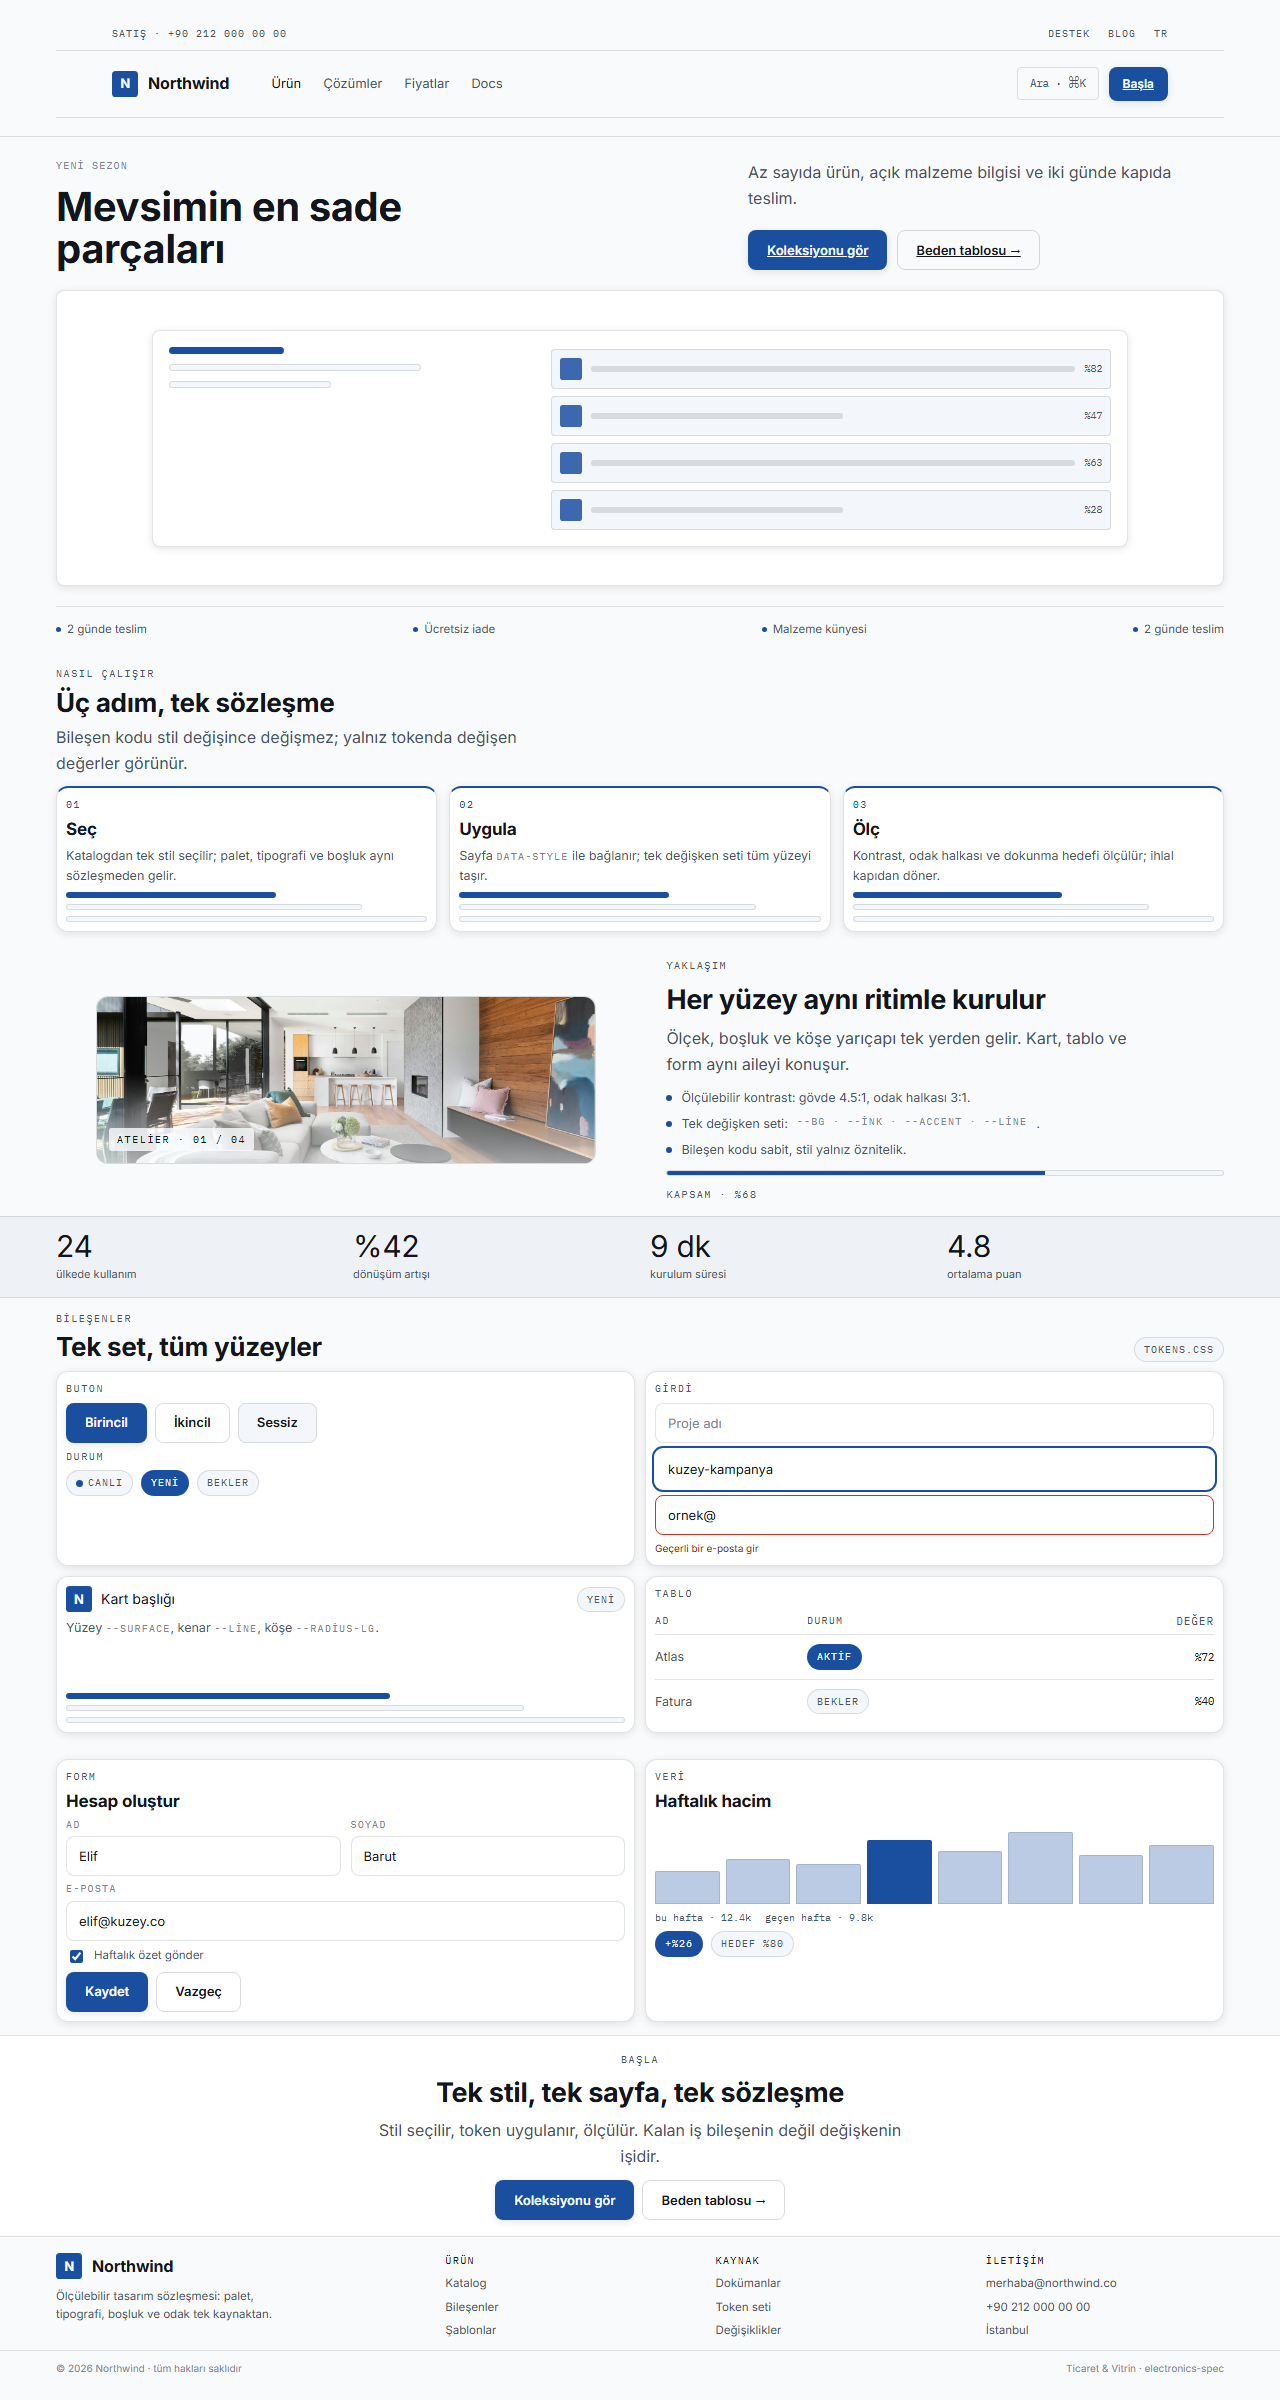 SATIŞ · +90 212 000 00 00
DESTEK BLOG TR
N Northwind Ürün Çözümler Fiyatlar Docs Ara · ⌘K Başla
YENİ SEZON
Mevsimin en sade
parçaları
Az sayıda ürün, açık malzeme bilgisi ve iki günde kapıda
teslim.
Koleksiyonu gör Beden tablosu →
%82
%47
%63
%28
2 günde teslim Ücretsiz iade Malzeme künyesi 2 günde teslim
NASIL ÇALIŞIR
Üç adım, tek sözleşme
Bileşen kodu stil değişince değişmez; yalnız tokenda değişen
değerler görünür.
01
Seç
Katalogdan tek stil seçilir; palet, tipografi ve boşluk aynı
sözleşmeden gelir.
02
Uygula
Sayfa DATA-STYLE ile bağlanır; tek değişken seti tüm yüzeyi
taşır.
03
Ölç
Kontrast, odak halkası ve dokunma hedefi ölçülür; ihlal
kapıdan döner.
ATELİER · 01 / 04
YAKLAŞIM
Her yüzey aynı ritimle kurulur
Ölçek, boşluk ve köşe yarıçapı tek yerden gelir. Kart, tablo ve
form aynı aileyi konuşur.
Ölçülebilir kontrast: gövde 4.5:1, odak halkası 3:1.
Tek değişken seti: --BG · --İNK · --ACCENT · --LİNE .
Bileşen kodu sabit, stil yalnız öznitelik.
KAPSAM · %68
24
ülkede kullanım
%42
dönüşüm artışı
9 dk
kurulum süresi
4.8
ortalama puan
BİLEŞENLER
Tek set, tüm yüzeyler
TOKENS.CSS
BUTON
Birincil İkincil Sessiz
DURUM
CANLI YENİ BEKLER
GİRDİ
Proje adı
kuzey-kampanya
ornek@
Geçerli bir e-posta gir
N Kart başlığı YENİ
Yüzey --SURFACE, kenar --LİNE, köşe --RADİUS-LG.
TABLO
AD DURUM DEĞER
Atlas AKTİF %72
Fatura BEKLER %40
FORM
Hesap oluştur
AD SOYAD
Elif Barut
E-POSTA
elif@kuzey.co
Haftalık özet gönder
Kaydet Vazgeç
VERİ
Haftalık hacim
bu hafta · 12.4k geçen hafta · 9.8k
+%26 HEDEF %80
BAŞLA
Tek stil, tek sayfa, tek sözleşme
Stil seçilir, token uygulanır, ölçülür. Kalan iş bileşenin değil değişkenin
işidir.
Koleksiyonu gör Beden tablosu →
N Northwind
Ölçülebilir tasarım sözleşmesi: palet,
tipografi, boşluk ve odak tek kaynaktan.
ÜRÜN
Katalog
Bileşenler
Şablonlar
KAYNAK
Dokümanlar
Token seti
Değişiklikler
İLETİŞİM
merhaba@northwind.co
+90 212 000 00 00
İstanbul
© 2026 Northwind · tüm hakları saklıdır
Ticaret & Vitrin · electronics-spec